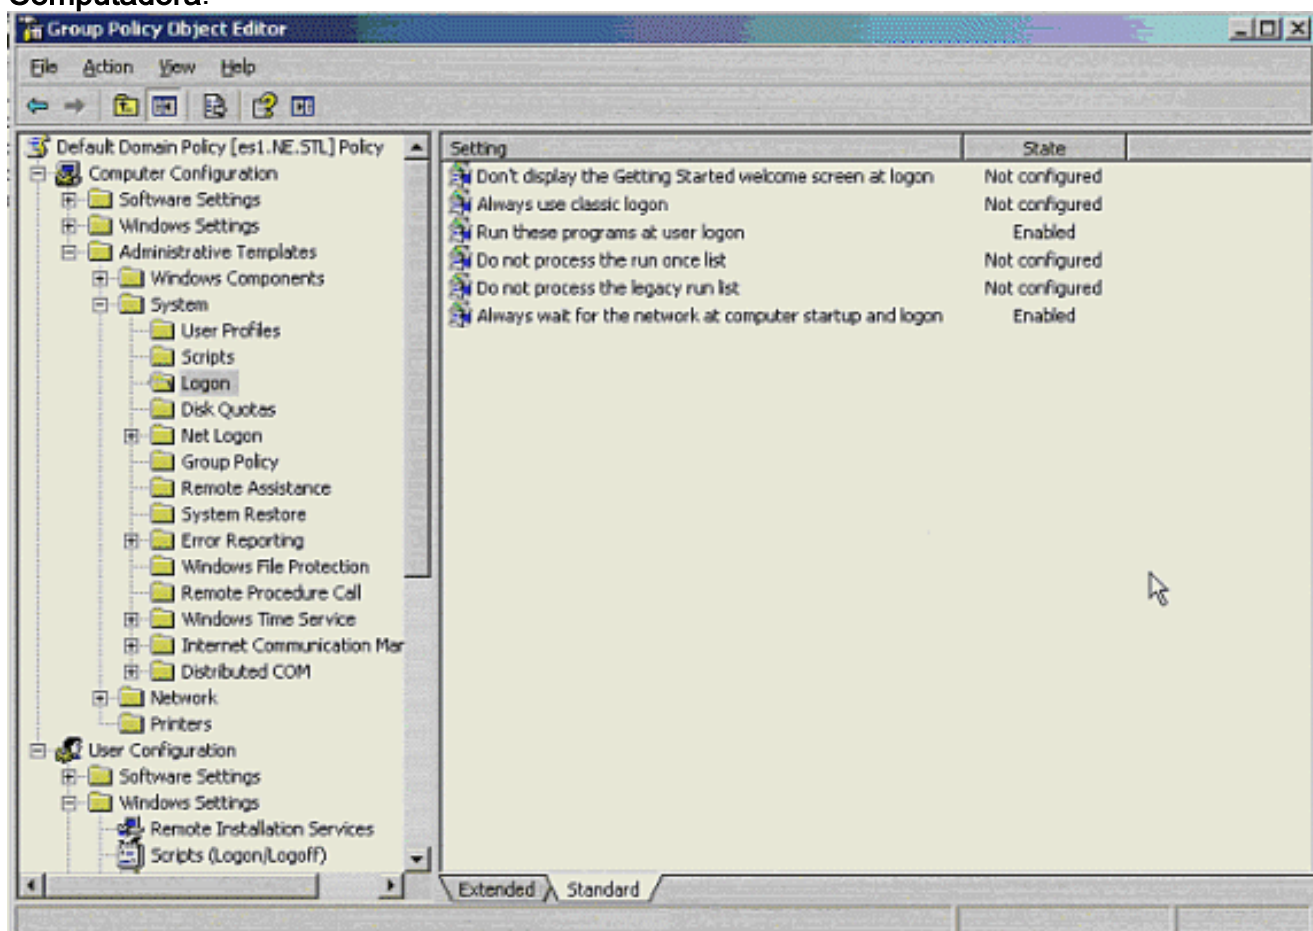 Computadora:
Group Policy Object Editor
File Action View Help
Default Domain Policy [es1.NE.STL] Policy
Computer Configuration
Software Settings
Windows Settings
Administrative Templates
Windows Components
System
User Profiles
Scripts
Logon
Disk Quotas
Net Logon
Group Policy
Remote Assistance
System Restore
Error Reporting
Windows File Protection
Remote Procedure Call
Windows Time Service
Internet Communication Mar
Distributed COM
Network
Printers
User Configuration
Software Settings
Windows Settings
Remote Installation Services
Scripts (Logon/Logoff)
Setting State
Don't display the Getting Started welcome screen at logon Not configured
Always use classic logon Not configured
Run these programs at user logon Enabled
Do not process the run once list Not configured
Do not process the legacy run list Not configured
Always wait for the network at computer startup and logon Enabled
Extended Standard